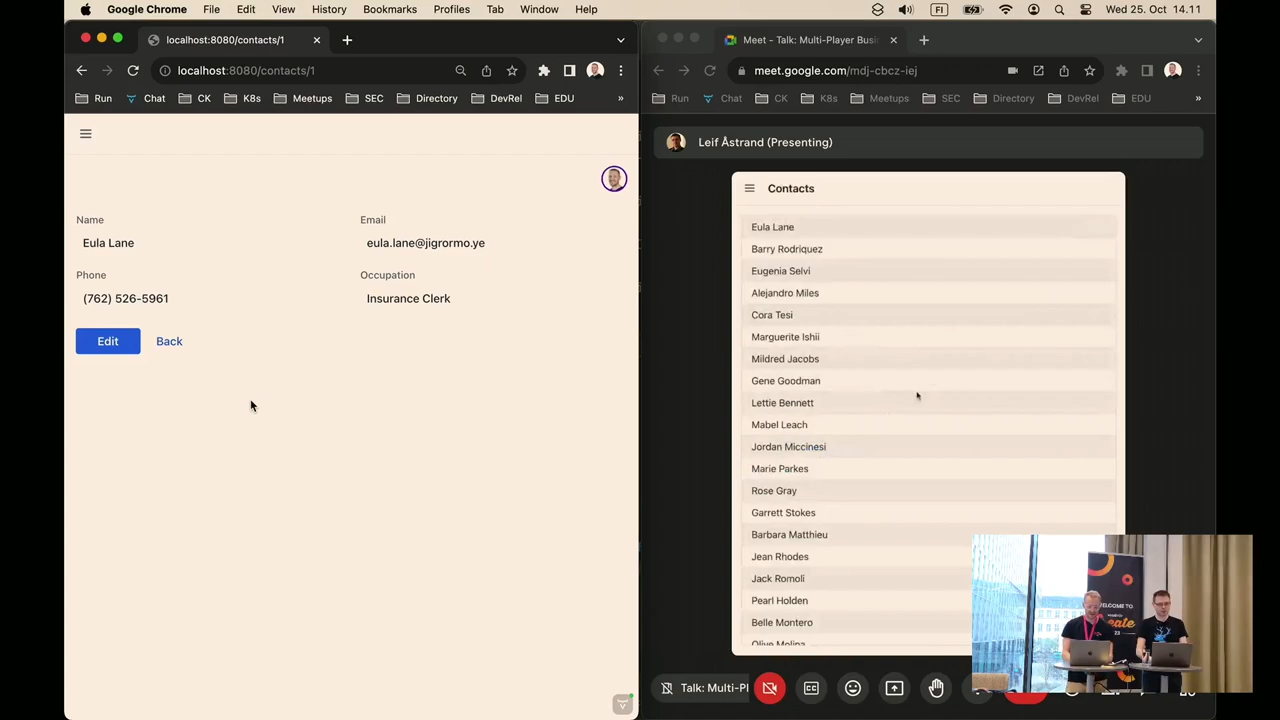 Google Chrome File Edit View History Bookmarks Profiles Tab Window Help FI Wed 25. Oct 14.11
localhost:8080/contacts/1
Meet - Talk: Multi-Player Busi
localhost:8080/contacts/1
meet.google.com/mdj-cbcz-iej
Run Chat CK K8s Meetups SEC Directory DevRel EDU »
Run Chat CK K8s Meetups SEC Directory DevRel EDU »
Name
Eula Lane
Email
eula.lane@jigrormo.ye
Phone
(762) 526-5961
Occupation
Insurance Clerk
Edit Back
Leif Åstrand (Presenting)
Contacts
Eula Lane
Barry Rodriquez
Eugenia Selvi
Alejandro Miles
Cora Tesi
Marguerite Ishii
Mildred Jacobs
Gene Goodman
Lettie Bennett
Mabel Leach
Jordan Miccinesi
Marie Parkes
Rose Gray
Garrett Stokes
Barbara Matthieu
Jean Rhodes
Jack Romoli
Pearl Holden
Belle Montero
Olive Molina
Talk: Multi-Pl
WELCOME TO